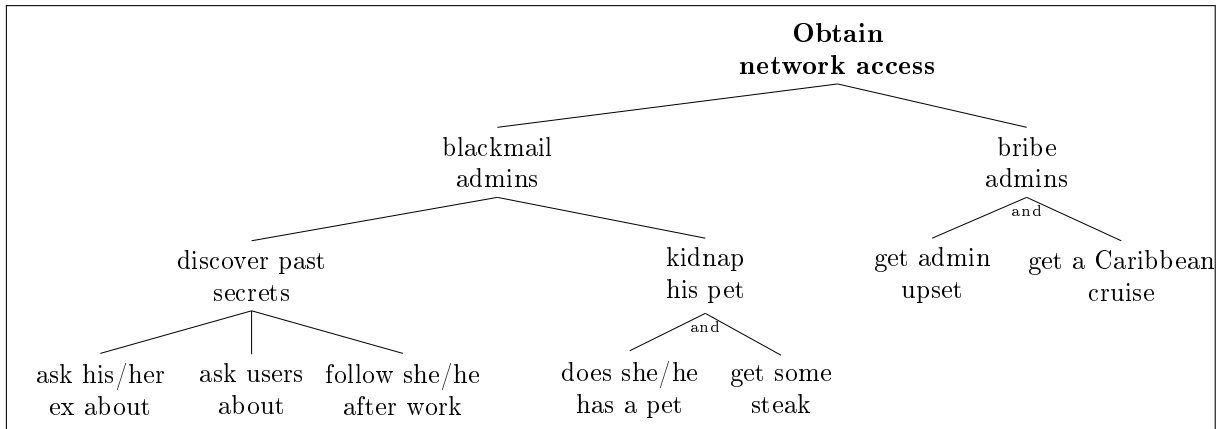 Obtain
network access
blackmail
admins
bribe
admins
and
discover past
secrets
kidnap
his pet
and
get admin
upset
get a Caribbean
cruise
ask his/her
ex about
ask users
about
follow she/he
after work
does she/he
has a pet
get some
steak